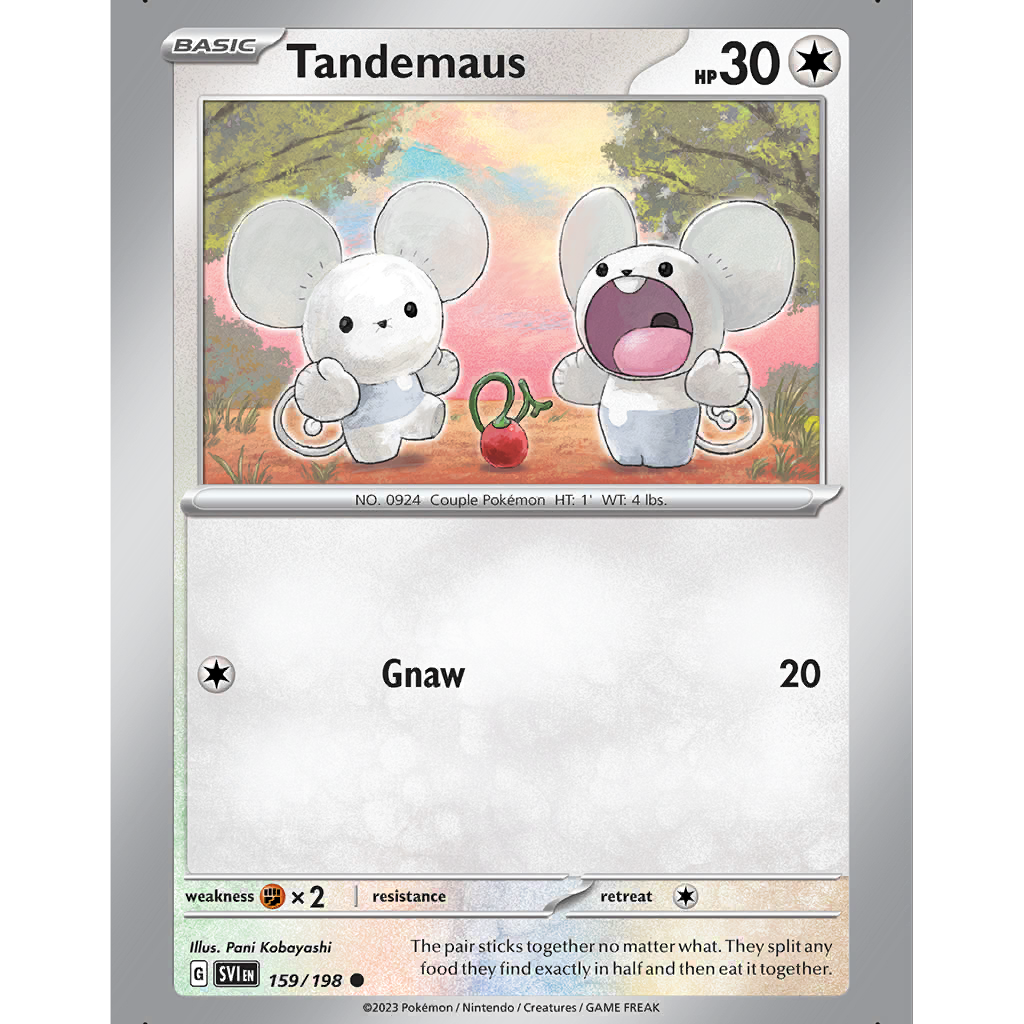 BASIC Tandemaus HP 30
NO. 0924 Couple Pokémon HT: 1' WT: 4 lbs.
Gnaw 20
weakness ×2 resistance retreat
Illus. Pani Kobayashi
The pair sticks together no matter what. They split any
food they find exactly in half and then eat it together.
G SVI EN 159/198
©2023 Pokémon / Nintendo / Creatures / GAME FREAK